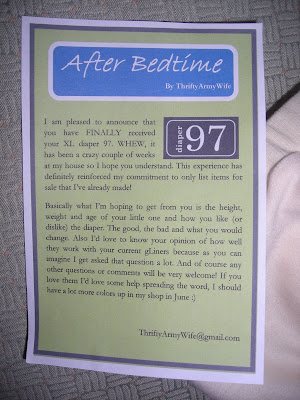 After Bedtime
By ThriftyArmyWife
I am pleased to announce that
you have FINALLY received
your XL diaper 97. WHEW, it
has been a crazy couple of weeks
at my house so I hope you understand. This experience has
definitely reinforced my commitment to only list items for
sale that I've already made!
diaper 97
Basically what I'm hoping to get from you is the height,
weight and age of your little one and how you like (or
dislike) the diaper. The good, the bad and what you would
change. Also I'd love to know your opinion of how well
they work with your current gLiners because as you can
imagine I get asked that question a lot. And of course any
other questions or comments will be very welcome! If you
love them I'd love some help spreading the word, I should
have a lot more colors up in my shop in June ;)
ThriftyArmyWife@gmail.com